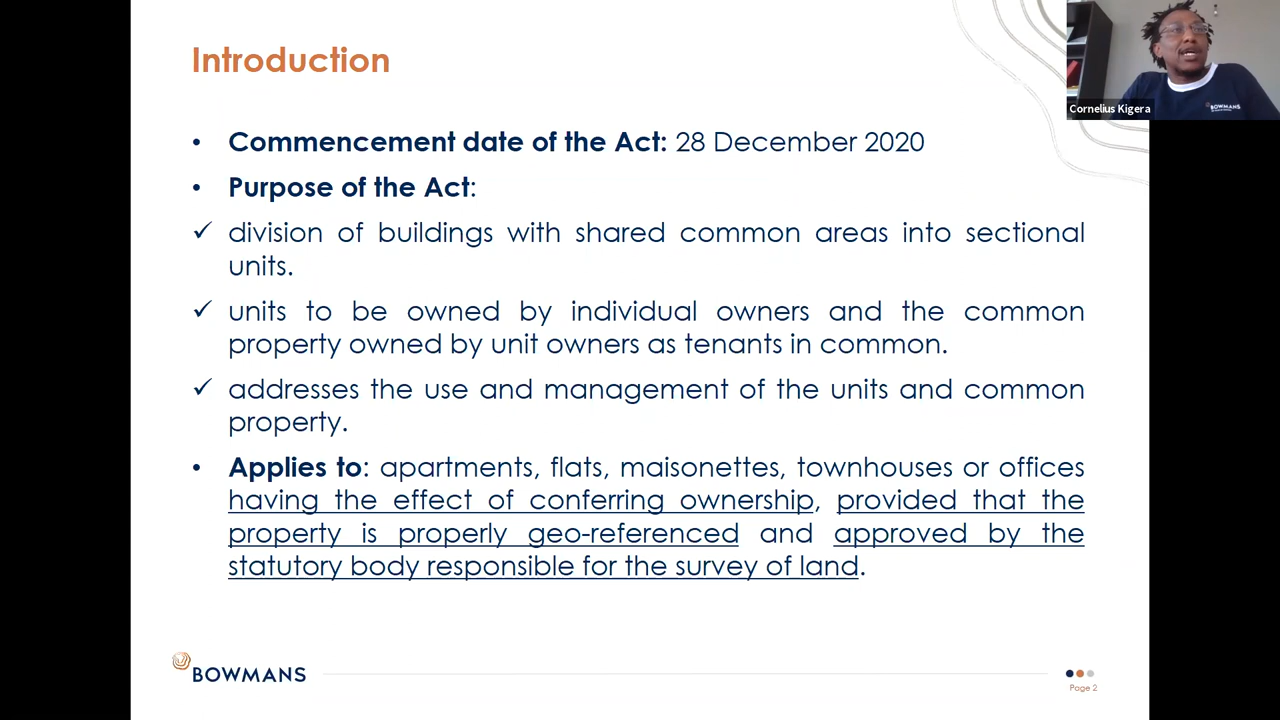 Introduction
Cornelius Kigera
BOWMANS
• Commencement date of the Act: 28 December 2020
• Purpose of the Act:
✓ division of buildings with shared common areas into sectional
units.
✓ units to be owned by individual owners and the common
property owned by unit owners as tenants in common.
✓ addresses the use and management of the units and common
property.
• Applies to: apartments, flats, maisonettes, townhouses or offices
having the effect of conferring ownership, provided that the
property is properly geo-referenced and approved by the
statutory body responsible for the survey of land.
BOWMANS
Page 2